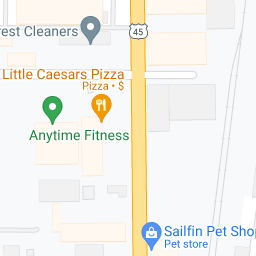 rest Cleaners
45
Little Caesars Pizza
Pizza • $
Anytime Fitness
Sailfin Pet Shop
Pet store